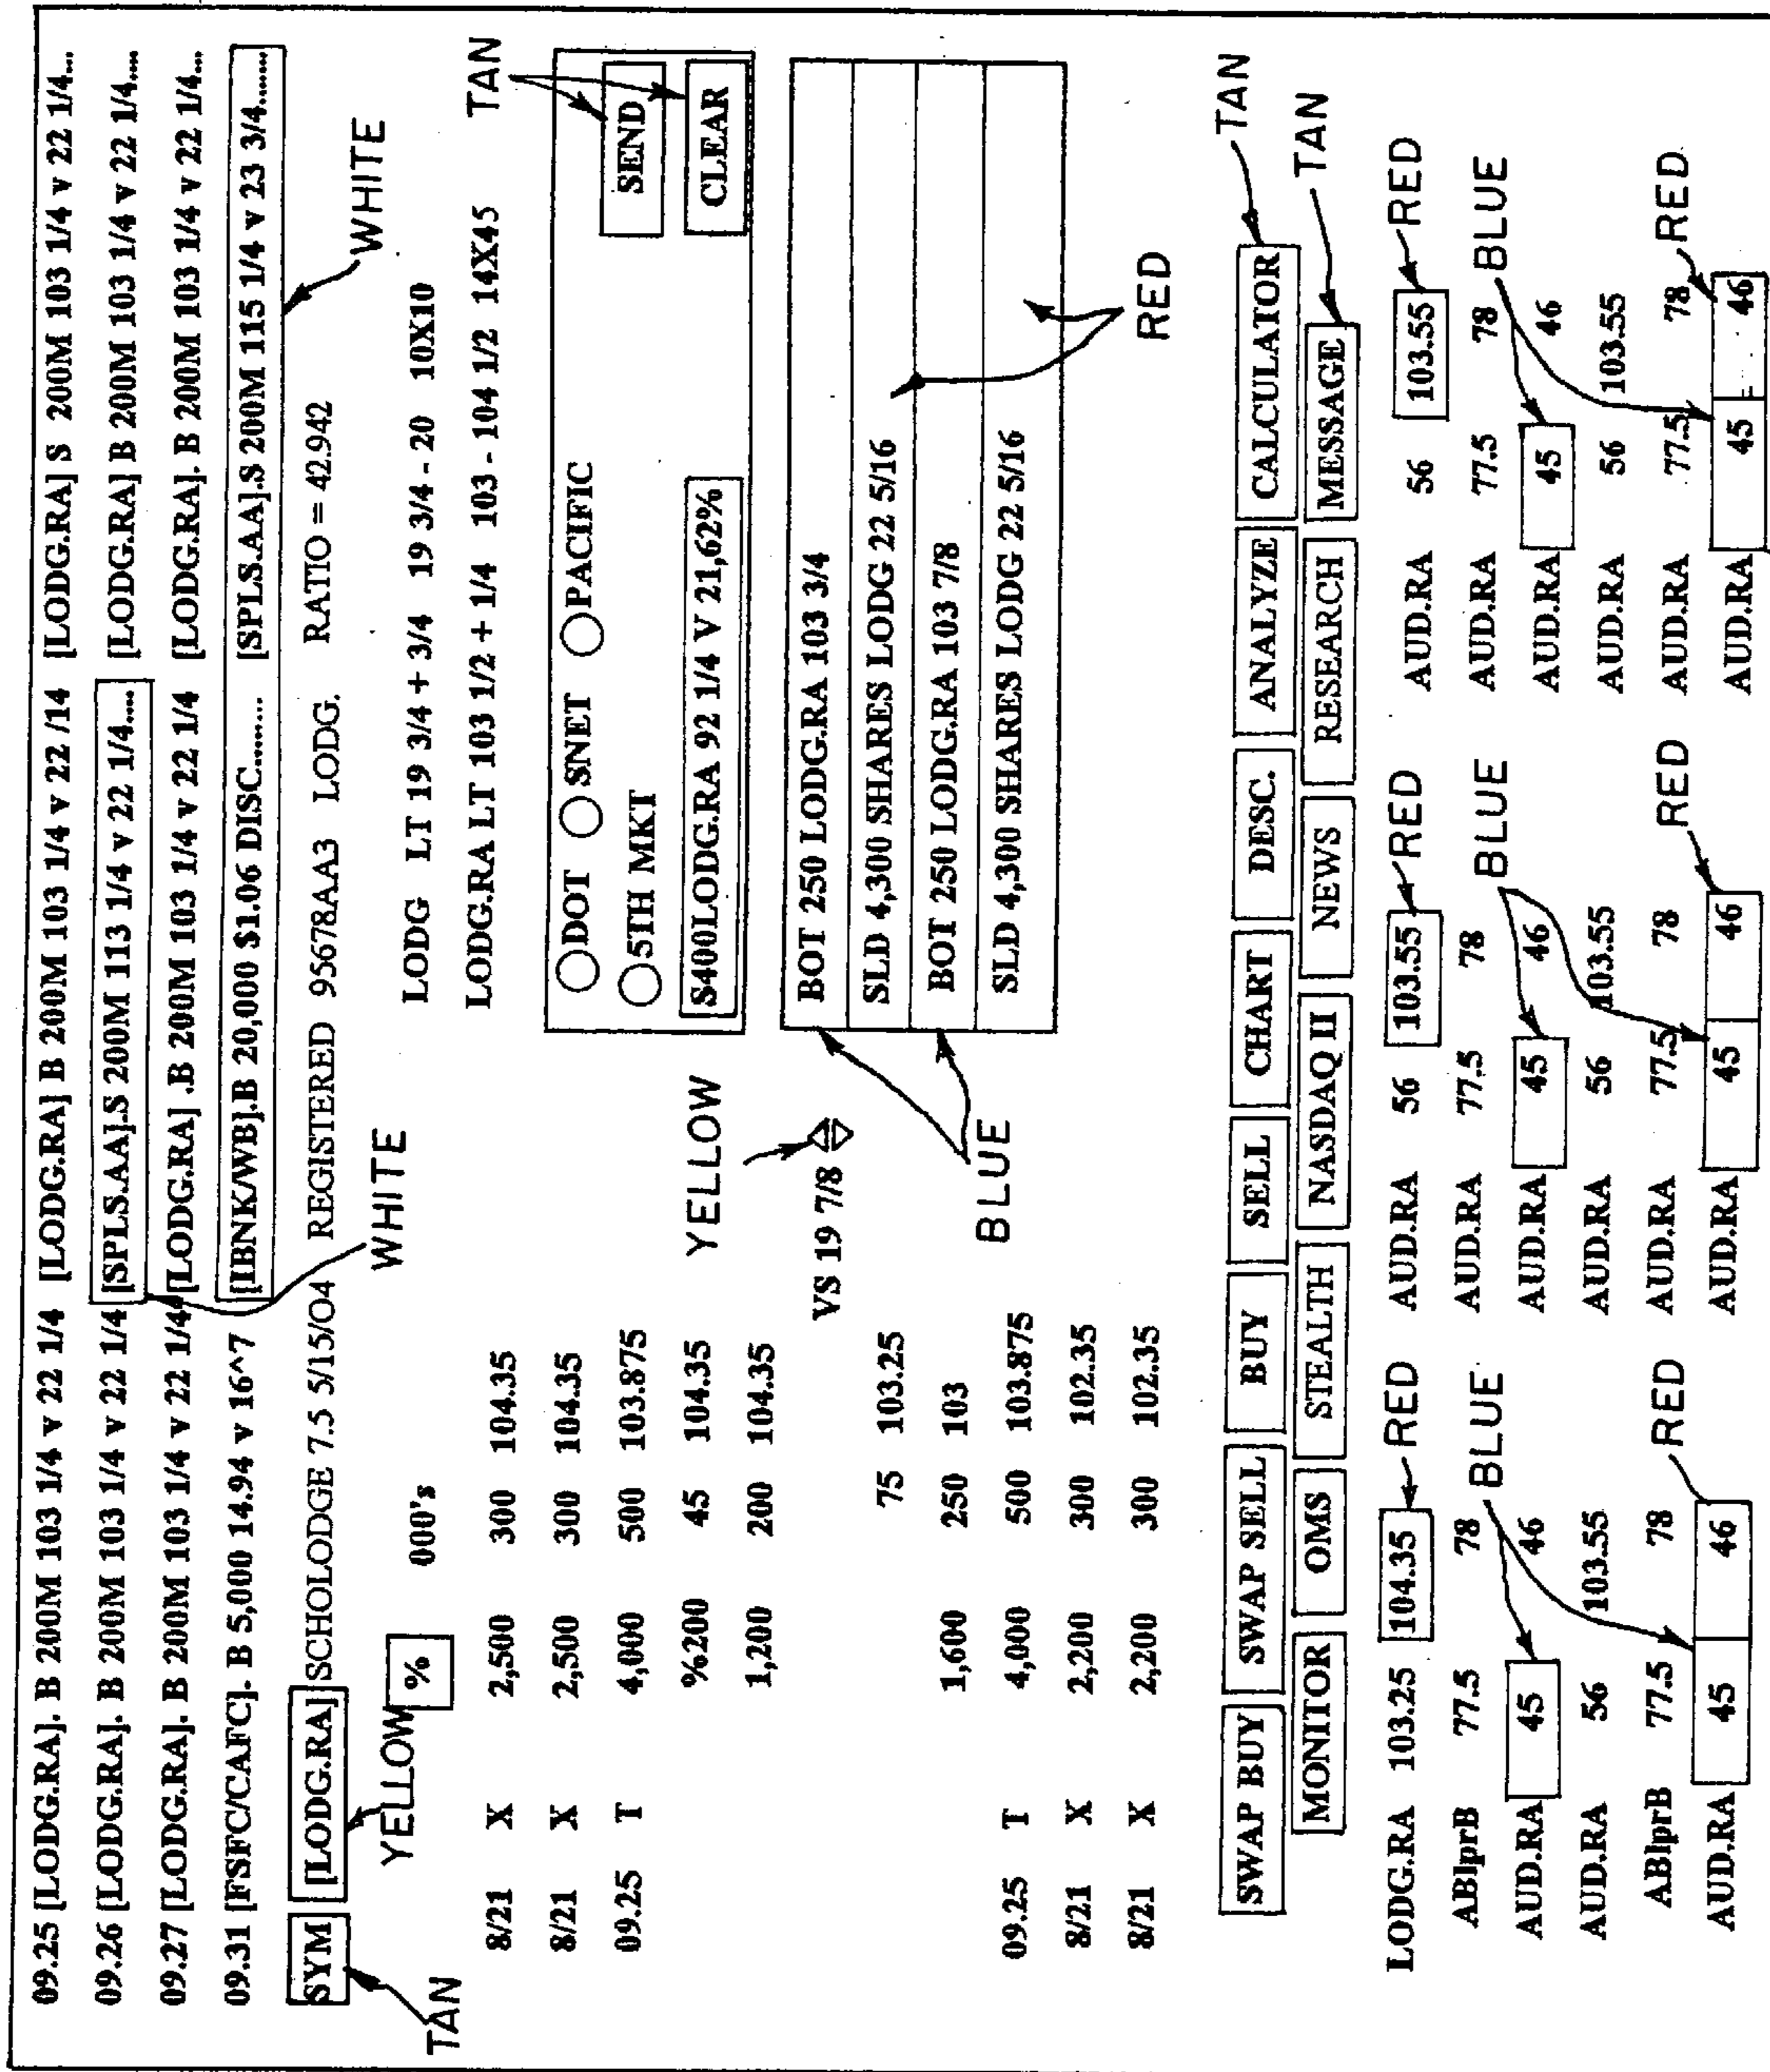 09.25 [LODG.RA]. B 200M 103 1/4 v 22 1/4 [LODG.RA] B 200M 103 1/4 v 22 /14 [LODG.RA] S 200M 103 1/4 v 22 1/4...
09.26 [LODG.RA]. B 200M 103 1/4 v 22 1/4 [SPLS.AA].S 200M 113 1/4 v 22 1/4.... [LODG.RA] B 200M 103 1/4 v 22 1/4...
09.27 [LODG.RA]. B 200M 103 1/4 v 22 1/4 [LODG.RA] .B 200M 103 1/4 v 22 1/4 [LODG.RA]. B 200M 103 1/4 v 22 1/4...
09.31 [FSFC/CAFC]. B 5,000 14.94 v 16^7 [IBNK/WB].B 20,000 $1.06 DISC....... [SPLS.AA].S 200M 115 1/4 v 23 3/4......
SYM [LODG.RA] SCHOLODGE 7.5 5/15/O4 REGISTERED 95678AA3 LODG. RATIO = 42.942
TAN YELLOW WHITE WHITE
% 000's LODG LT 19 3/4 + 3/4 19 3/4 - 20 10X10
8/21 X 2,500 300 104.35 LODG.RA LT 103 1/2 + 1/4 103 - 104 1/2 14X45 TAN
8/21 X 2,500 300 104.35 DOT SNET PACIFIC SEND
09.25 T 4,000 500 103.875 5TH MKT
%200 45 104.35 YELLOW S400LODG.RA 92 1/4 V 21,62% CLEAR
1,200 200 104.35
VS 19 7/8 BOT 250 LODG.RA 103 3/4
75 103.25 SLD 4,300 SHARES LODG 22 5/16
1,600 250 103 BOT 250 LODG.RA 103 7/8
09.25 T 4,000 500 103.875 BLUE SLD 4,300 SHARES LODG 22 5/16
8/21 X 2,200 300 102.35
8/21 X 2,200 300 102.35 RED
SWAP BUY SWAP SELL BUY SELL CHART DESC. ANALYZE CALCULATOR TAN
MONITOR OMS STEALTH NASDAQ II NEWS RESEARCH MESSAGE TAN
LODG.RA 103.25 104.35 RED AUD.RA 56 103.55 RED AUD.RA 56 103.55 RED
ABIprB 77.5 78 AUD.RA 77.5 78 AUD.RA 77.5 78
AUD.RA 45 46 BLUE AUD.RA 45 46 BLUE AUD.RA 45 46 BLUE
AUD.RA 56 103.55 AUD.RA 56 103.55 AUD.RA 56 103.55
ABIprB 77.5 78 AUD.RA 77.5 78 AUD.RA 77.5 78
AUD.RA 45 46 RED AUD.RA 45 46 RED AUD.RA 45 46 RED